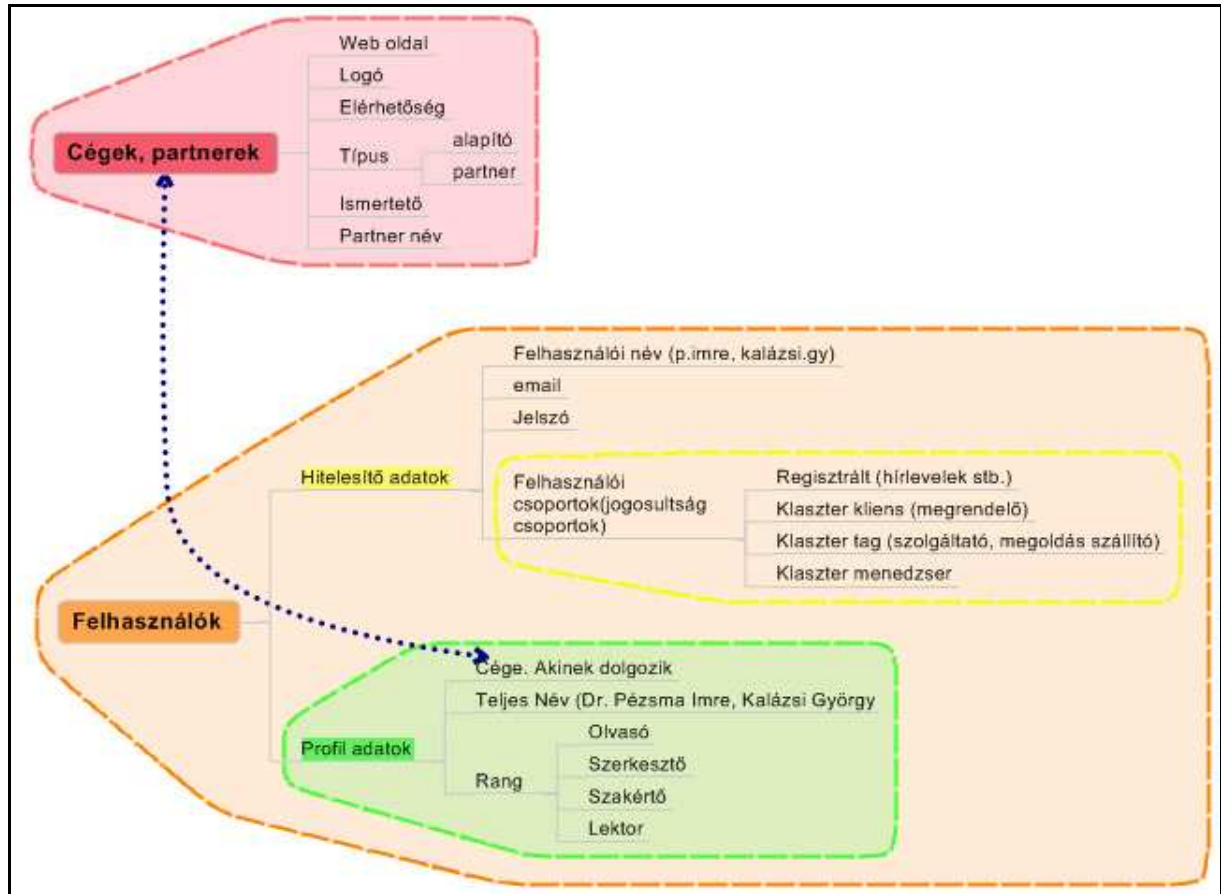 Web oldal
Logó
Elérhetőség
Cégek, partnerek
Típus
alapító
partner
Ismertető
Partner név
Felhasználói név (p.imre, kalázsi.gy)
email
Jelszó
Hitelesítő adatok
Felhasználói
csoportok(jogosultság
csoportok)
Regisztrált (hírlevelek stb.)
Klaszter kliens (megrendelő)
Klaszter tag (szolgáltató, megoldás szállító)
Klaszter menedzser
Felhasználók
Cége. Akinek dolgozik
Teljes Név (Dr. Pézsma Imre, Kalázsi György
Profil adatok
Rang
Olvasó
Szerkesztő
Szakértő
Lektor